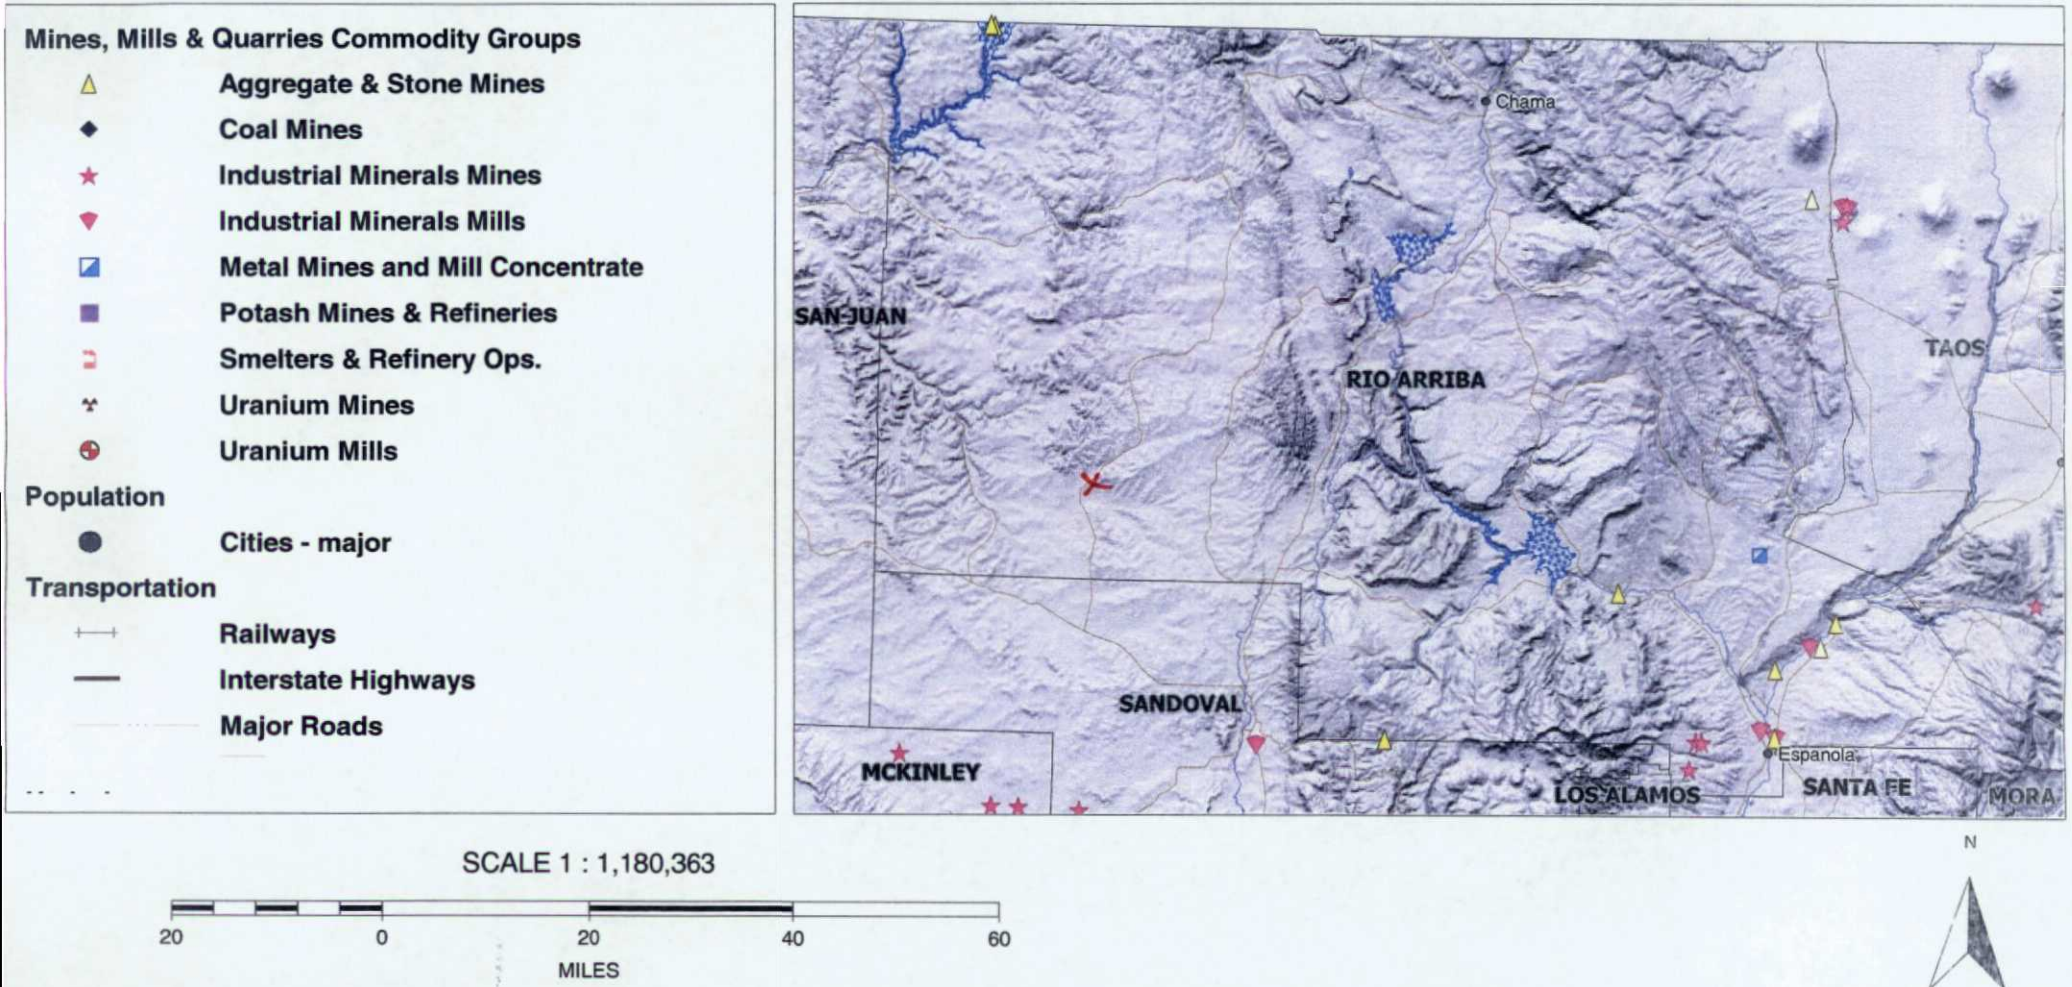 Mines, Mills & Quarries Commodity Groups
Aggregate & Stone Mines
Coal Mines
Industrial Minerals Mines
Industrial Minerals Mills
Metal Mines and Mill Concentrate
Potash Mines & Refineries
Smelters & Refinery Ops.
Uranium Mines
Uranium Mills
Population
Cities - major
Transportation
Railways
Interstate Highways
Major Roads
Chama
SAN JUAN
TAOS
RIO ARRIBA
SANDOVAL
MCKINLEY
Espanola
LOS ALAMOS
SANTA FE
MORA
SCALE 1 : 1,180,363
20 0 20 40 60
MILES
N